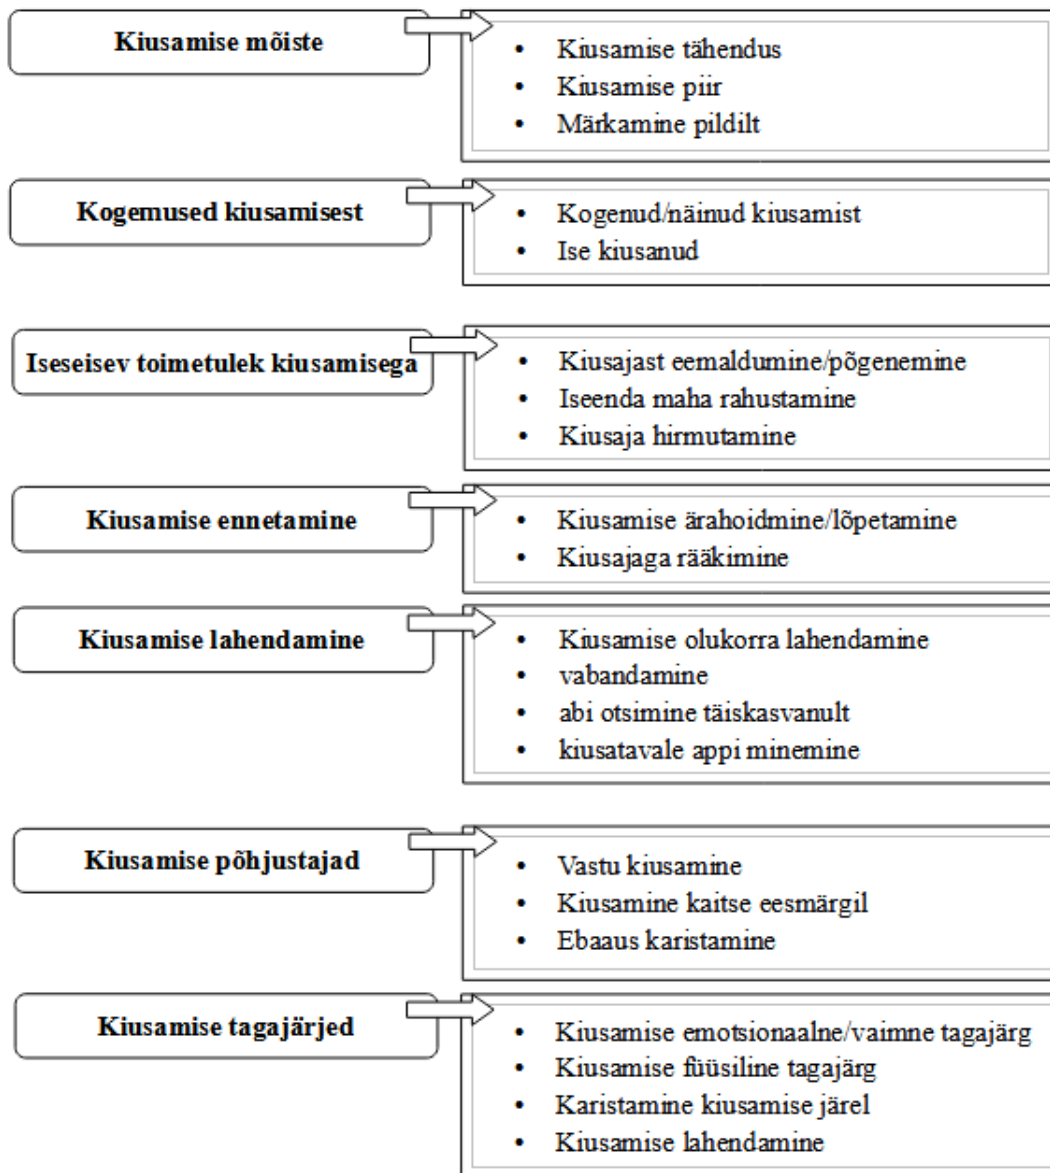 Kiusamise mõiste
• Kiusamise tähendus
• Kiusamise piir
• Märkamine pildilt
Kogemused kiusamisest
• Kogenud/näinud kiusamist
• Ise kiusanud
Iseseisev toimetulek kiusamisega
• Kiusajast eemaldumine/põgenemine
• Iseenda maha rahustamine
• Kiusaja hirmutamine
Kiusamise ennetamine
• Kiusamise ärahoidmine/lõpetamine
• Kiusajaga rääkimine
Kiusamise lahendamine
• Kiusamise olukorra lahendamine
• vabandamine
• abi otsimine täiskasvanult
• kiusatavale appi minemine
Kiusamise põhjustajad
• Vastu kiusamine
• Kiusamine kaitse eesmärgil
• Ebaaus karistamine
Kiusamise tagajärjed
• Kiusamise emotsionaalne/vaimne tagajärg
• Kiusamise füüsiline tagajärg
• Karistamine kiusamise järel
• Kiusamise lahendamine